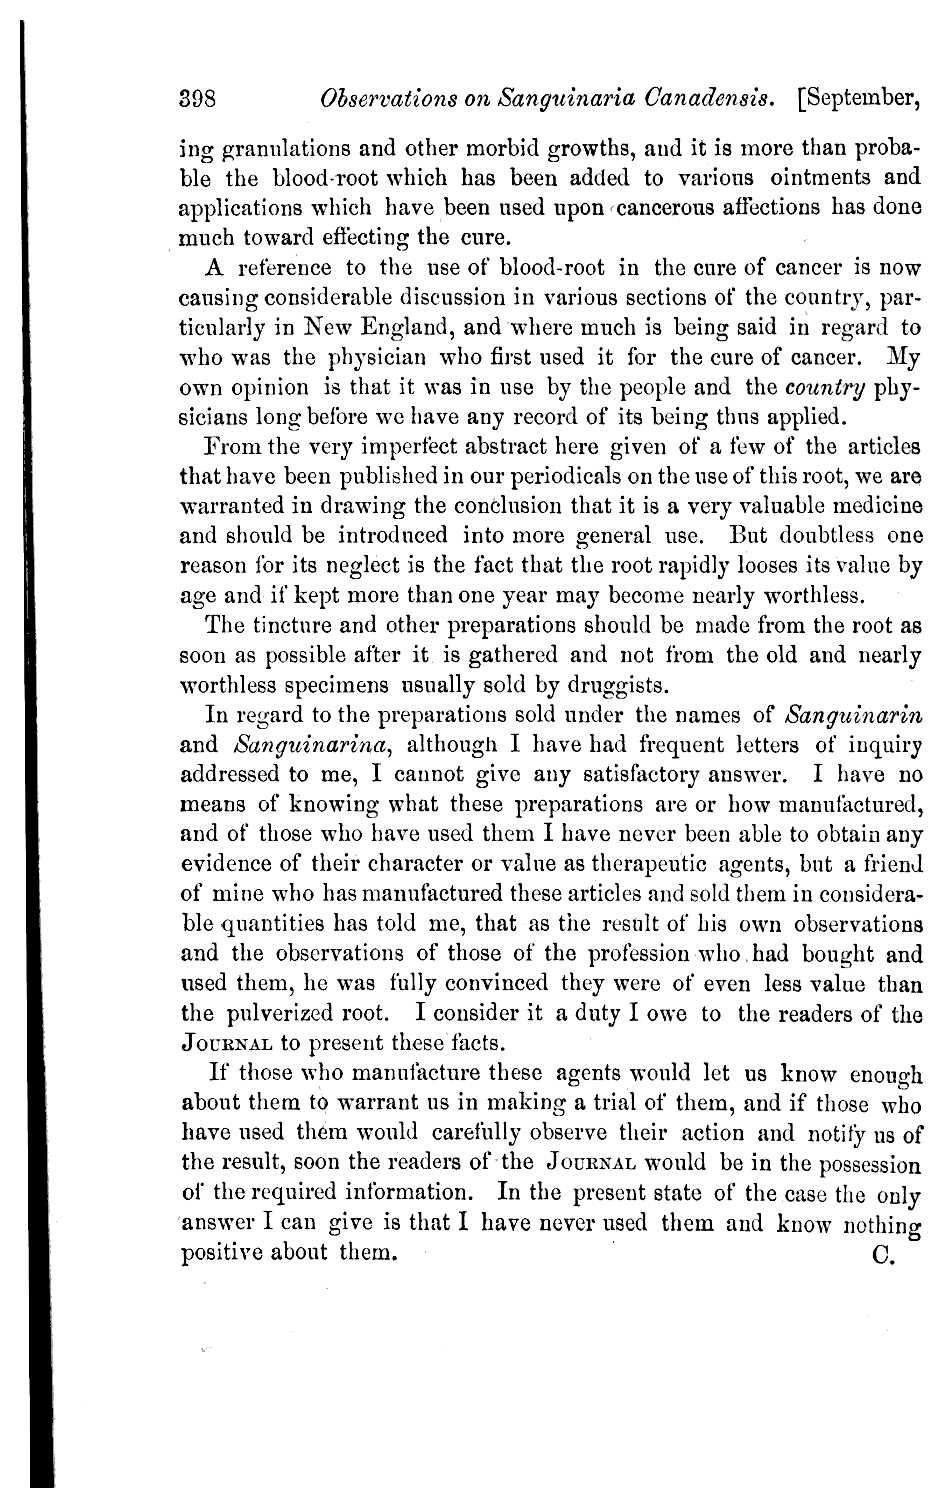 398 Observations on Sanguinaria Canadensis. [September,
ing granulations and other morbid growths, and it is more than proba-
ble the blood-root which has been added to various ointments and
applications which have been used upon cancerous affections has done
much toward effecting the cure.
A reference to the use of blood-root in the cure of cancer is now
causing considerable discussion in various sections of the country, par-
ticularly in New England, and where much is being said in regard to
who was the physician who first used it for the cure of cancer. My
own opinion is that it was in use by the people and the country phy-
sicians long before we have any record of its being thus applied.
From the very imperfect abstract here given of a few of the articles
that have been published in our periodicals on the use of this root, we are
warranted in drawing the conclusion that it is a very valuable medicine
and should be introduced into more general use. But doubtless one
reason for its neglect is the fact that the root rapidly looses its value by
age and if kept more than one year may become nearly worthless.
The tincture and other preparations should be made from the root as
soon as possible after it is gathered and not from the old and nearly
worthless specimens usually sold by druggists.
In regard to the preparations sold under the names of Sanguinarin
and Sanguinarina, although I have had frequent letters of inquiry
addressed to me, I cannot give any satisfactory answer. I have no
means of knowing what these preparations are or how manufactured,
and of those who have used them I have never been able to obtain any
evidence of their character or value as therapeutic agents, but a friend
of mine who has manufactured these articles and sold them in considera-
ble quantities has told me, that as the result of his own observations
and the observations of those of the profession who had bought and
used them, he was fully convinced they were of even less value than
the pulverized root. I consider it a duty I owe to the readers of the
JOURNAL to present these facts.
If those who manufacture these agents would let us know enough
about them to warrant us in making a trial of them, and if those who
have used them would carefully observe their action and notify us of
the result, soon the readers of the JOURNAL would be in the possession
of the required information. In the present state of the case the only
answer I can give is that I have never used them and know nothing
positive about them. C.